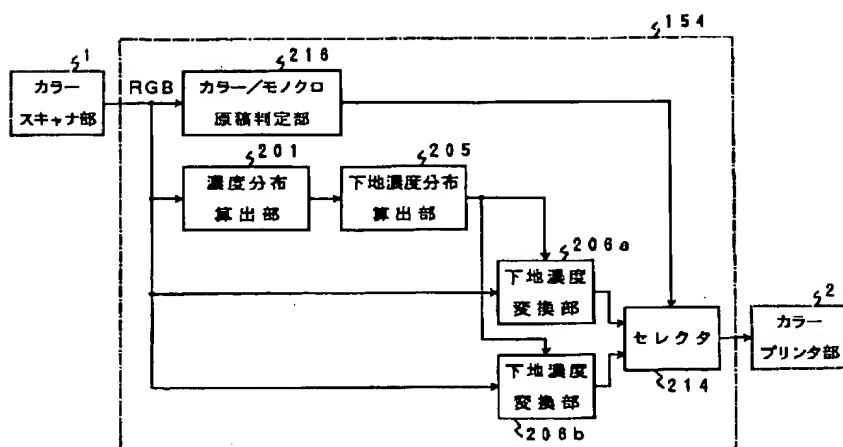 154
1
カラー
スキャナ部
RGB
216
カラー／モノクロ
原稿判定部
201
濃度分布
算出部
205
下地濃度分布
算出部
206a
下地濃度
変換部
セレクタ
214
2
カラー
プリンタ部
下地濃度
変換部
206b